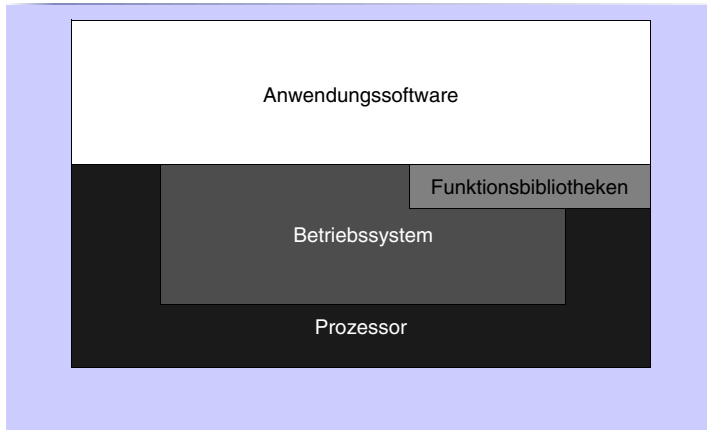 Anwendungssoftware
Funktionsbibliotheken
Betriebssystem
Prozessor